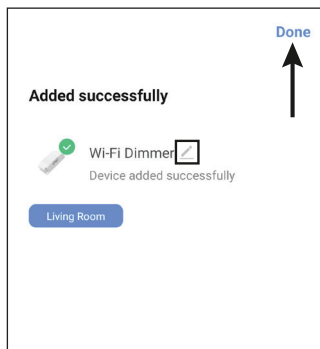 Done
Added successfully
Wi-Fi Dimmer
Device added successfully
Living Room